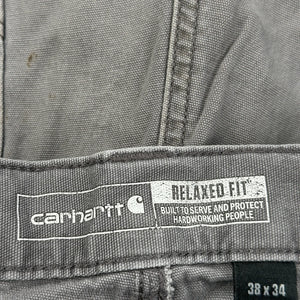 carhartt
RELAXED FIT
BUILT TO SERVE AND PROTECT
HARDWORKING PEOPLE
38 x 34